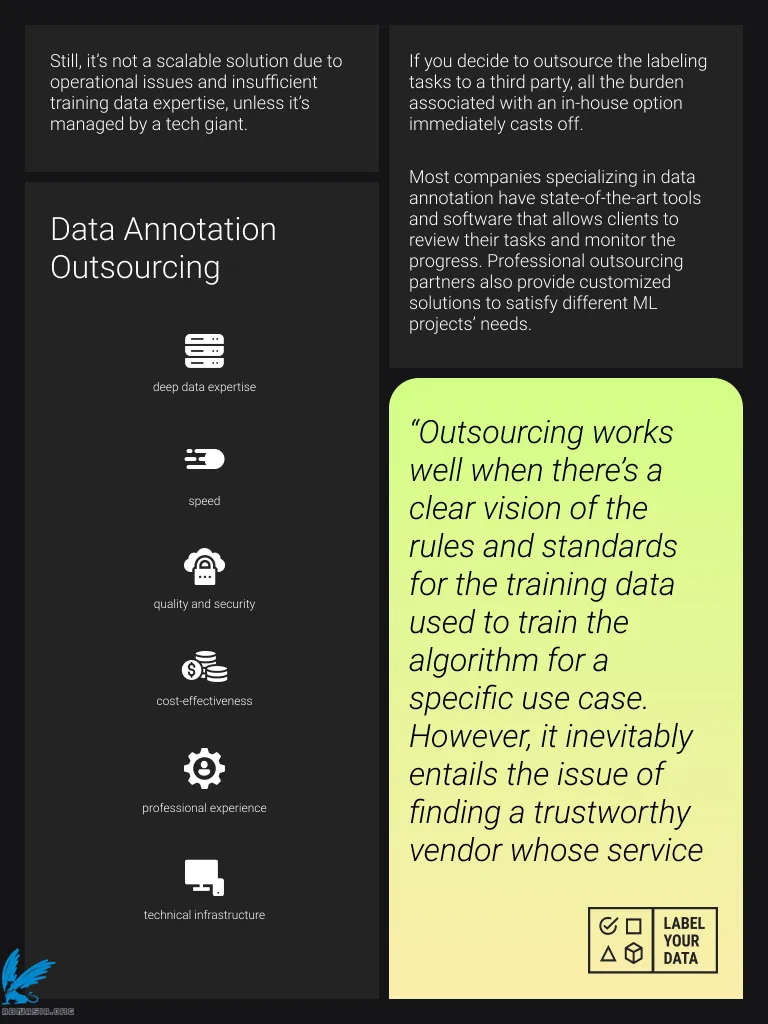 Still, it’s not a scalable solution due to
operational issues and insufficient
training data expertise, unless it’s
managed by a tech giant.
Data Annotation
Outsourcing
deep data expertise
speed
quality and security
cost-effectiveness
professional experience
technical infrastructure
If you decide to outsource the labeling
tasks to a third party, all the burden
associated with an in-house option
immediately casts off.
Most companies specializing in data
annotation have state-of-the-art tools
and software that allows clients to
review their tasks and monitor the
progress. Professional outsourcing
partners also provide customized
solutions to satisfy different ML
projects’ needs.
“Outsourcing works
well when there’s a
clear vision of the
rules and standards
for the training data
used to train the
algorithm for a
specific use case.
However, it inevitably
entails the issue of
finding a trustworthy
vendor whose service
LABEL
YOUR
DATA
ABINASIA.ORG